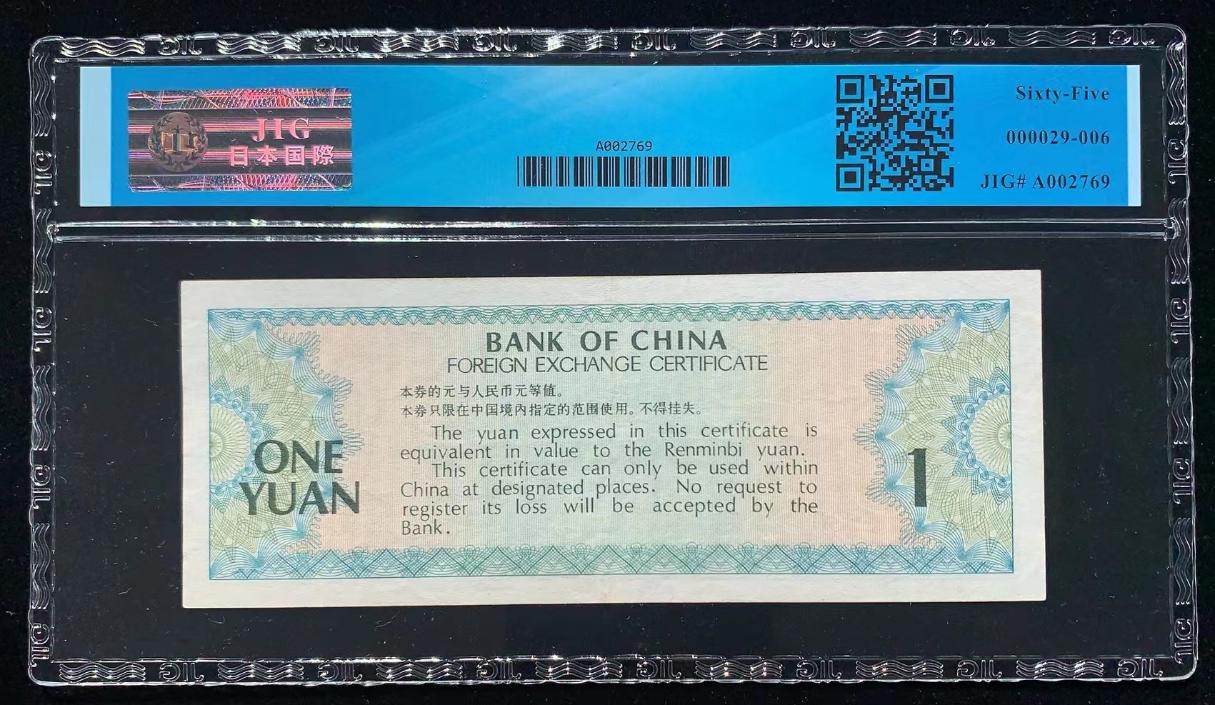 JIG
日本国際
A002769
Sixty-Five
000029-006
JIG# A002769
BANK OF CHINA
FOREIGN EXCHANGE CERTIFICATE
本券的元与人民币元等值。
本券只限在中国境内指定的范围使用。不得挂失。
The yuan expressed in this certificate is
equivalent in value to the Renminbi yuan.
This certificate can only be used within
China at designated places. No request to
register its loss will be accepted by the
Bank.
ONE
YUAN
1